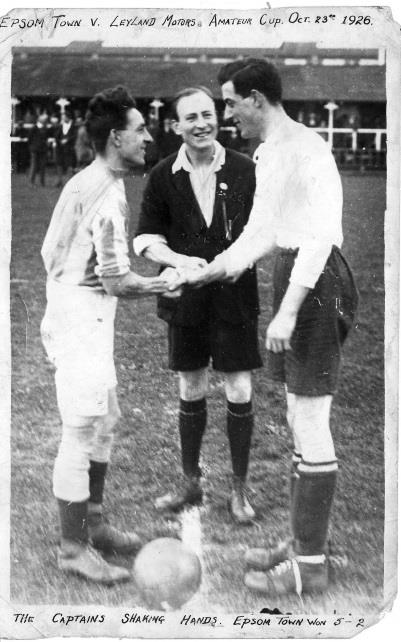 EPSOM TOWN V. LEYLAND MOTORS. AMATEUR CUP. OCT. 23RD 1926.
THE CAPTAINS SHAKING HANDS. EPSOM TOWN WON 5-2